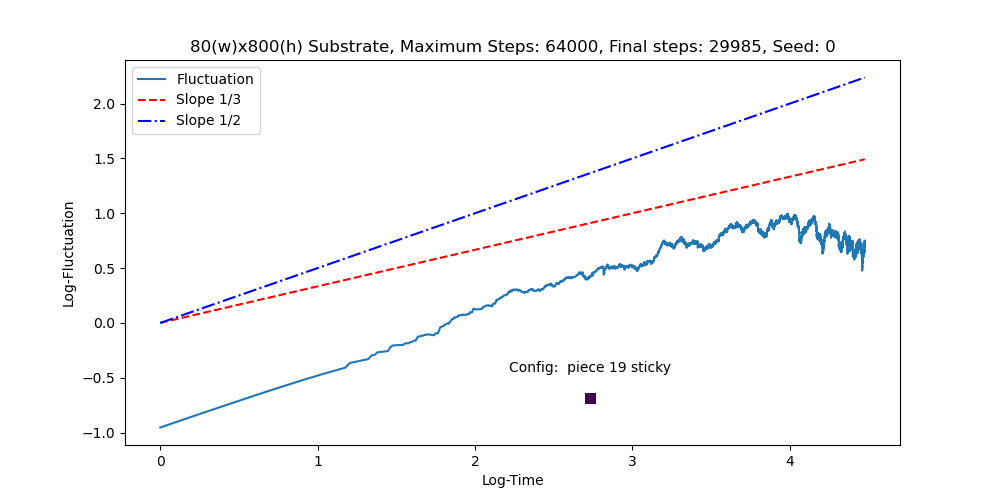 80(w)x800(h) Substrate, Maximum Steps: 64000, Final steps: 29985, Seed: 0
Fluctuation
Slope 1/3
Slope 1/2
2.0
1.5
1.0
0.5
0.0
−0.5
−1.0
Log-Fluctuation
Config:  piece 19 sticky
0
1
2
3
4
Log-Time